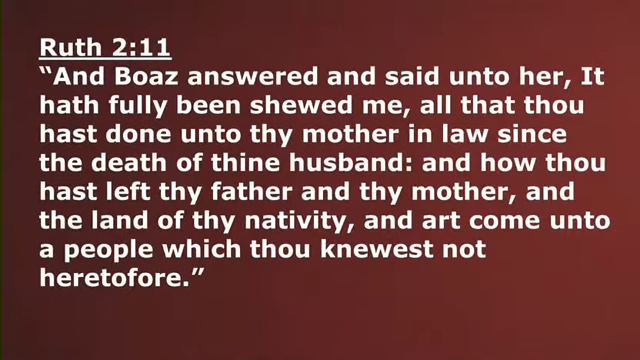 Ruth 2:11
“And Boaz answered and said unto her, It
hath fully been shewed me, all that thou
hast done unto thy mother in law since
the death of thine husband: and how thou
hast left thy father and thy mother, and
the land of thy nativity, and art come unto
a people which thou knewest not
heretofore.”